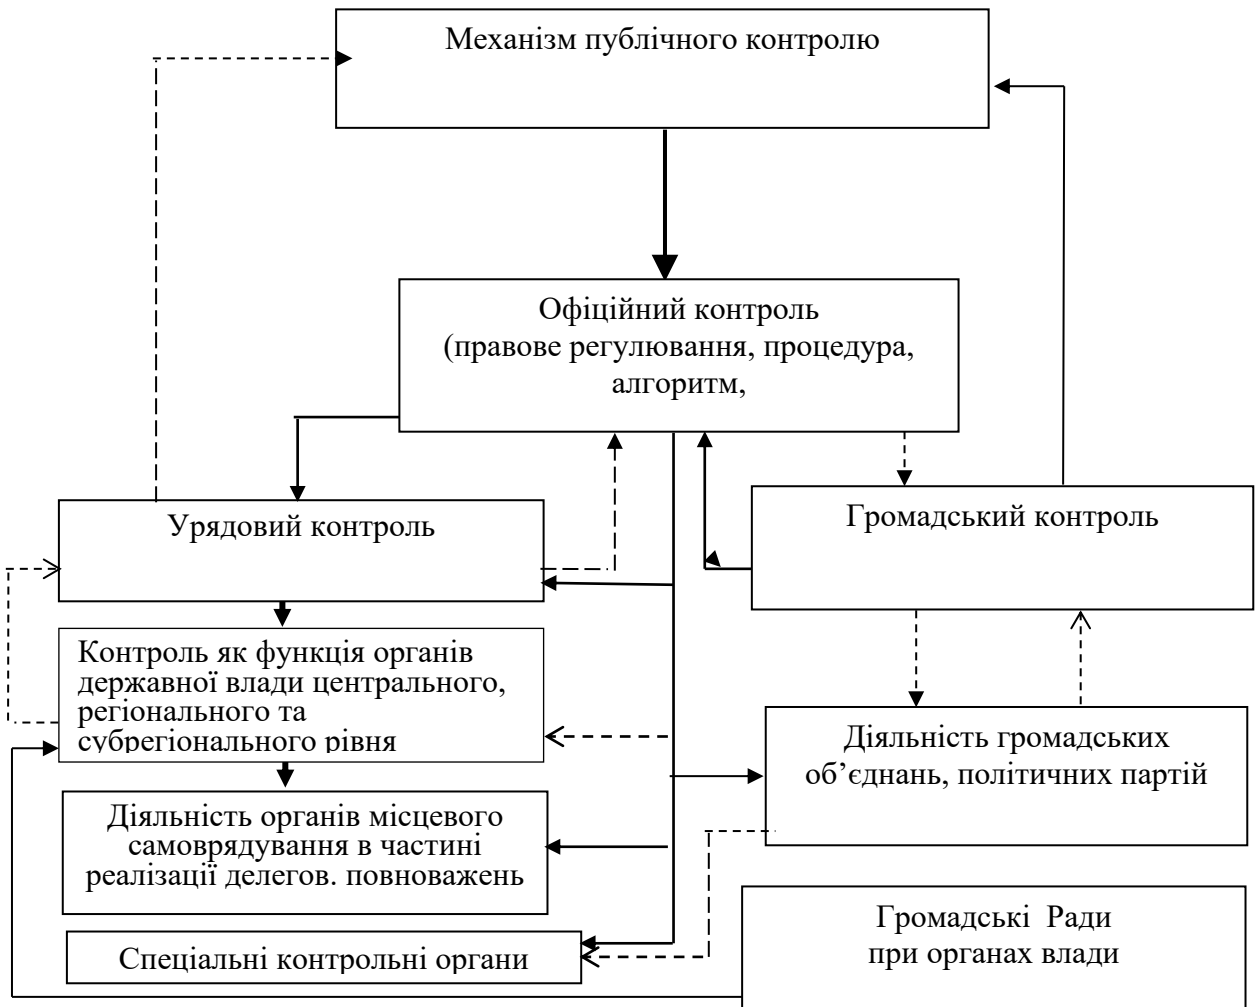 Механізм публічного контролю
Офіційний контроль
(правове регулювання, процедура,
алгоритм,
Урядовий контроль
Громадський контроль
Контроль як функція органів
державної влади центрального,
регіонального та
субрегіонального рівня
Діяльність громадських
об’єднань, політичних партій
Діяльність органів місцевого
самоврядування в частині
реалізації делегов. повноважень
Громадські Ради
при органах влади
Спеціальні контрольні органи